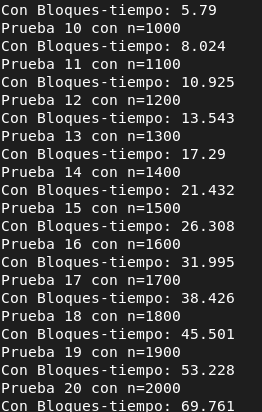 Con Bloques-tiempo: 5.79
Prueba 10 con n=1000
Con Bloques-tiempo: 8.024
Prueba 11 con n=1100
Con Bloques-tiempo: 10.925
Prueba 12 con n=1200
Con Bloques-tiempo: 13.543
Prueba 13 con n=1300
Con Bloques-tiempo: 17.29
Prueba 14 con n=1400
Con Bloques-tiempo: 21.432
Prueba 15 con n=1500
Con Bloques-tiempo: 26.308
Prueba 16 con n=1600
Con Bloques-tiempo: 31.995
Prueba 17 con n=1700
Con Bloques-tiempo: 38.426
Prueba 18 con n=1800
Con Bloques-tiempo: 45.501
Prueba 19 con n=1900
Con Bloques-tiempo: 53.228
Prueba 20 con n=2000
Con Bloques-tiempo: 69.761